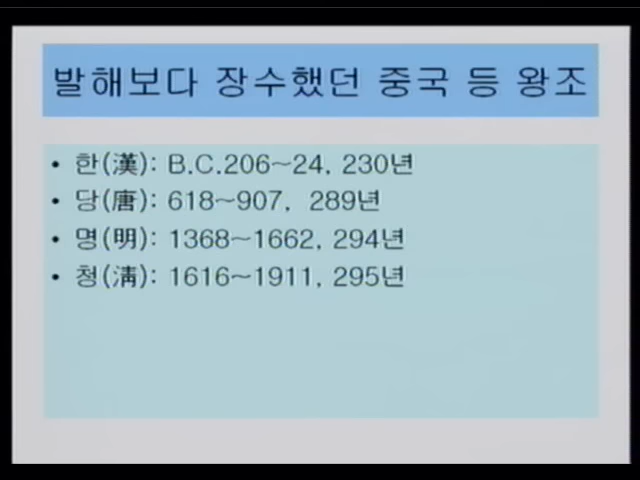 발해보다 장수했던 중국 등 왕조
• 한(漢): B.C.206~24, 230년
• 당(唐): 618~907, 289년
• 명(明): 1368~1662, 294년
• 청(淸): 1616~1911, 295년